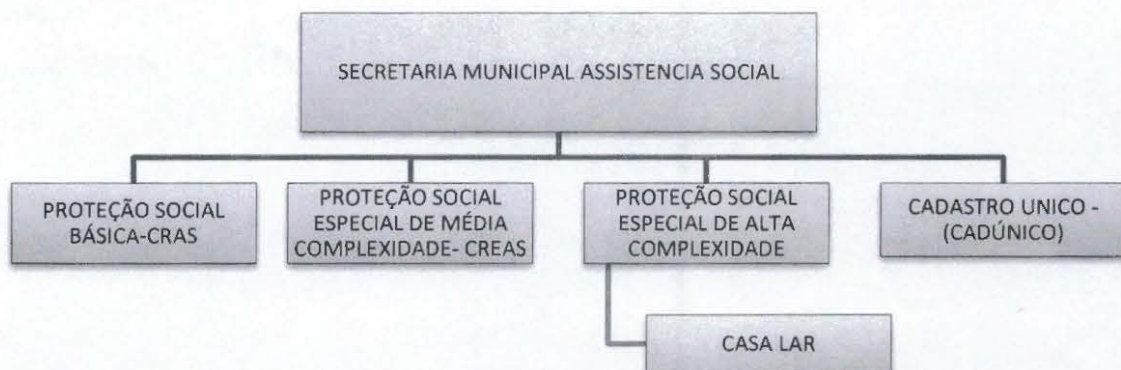 SECRETARIA MUNICIPAL ASSISTENCIA SOCIAL
PROTEÇÃO SOCIAL
BÁSICA-CRAS
PROTEÇÃO SOCIAL
ESPECIAL DE MÉDIA
COMPLEXIDADE- CREAS
PROTEÇÃO SOCIAL
ESPECIAL DE ALTA
COMPLEXIDADE
CADASTRO UNICO -
(CADÚNICO)
CASA LAR